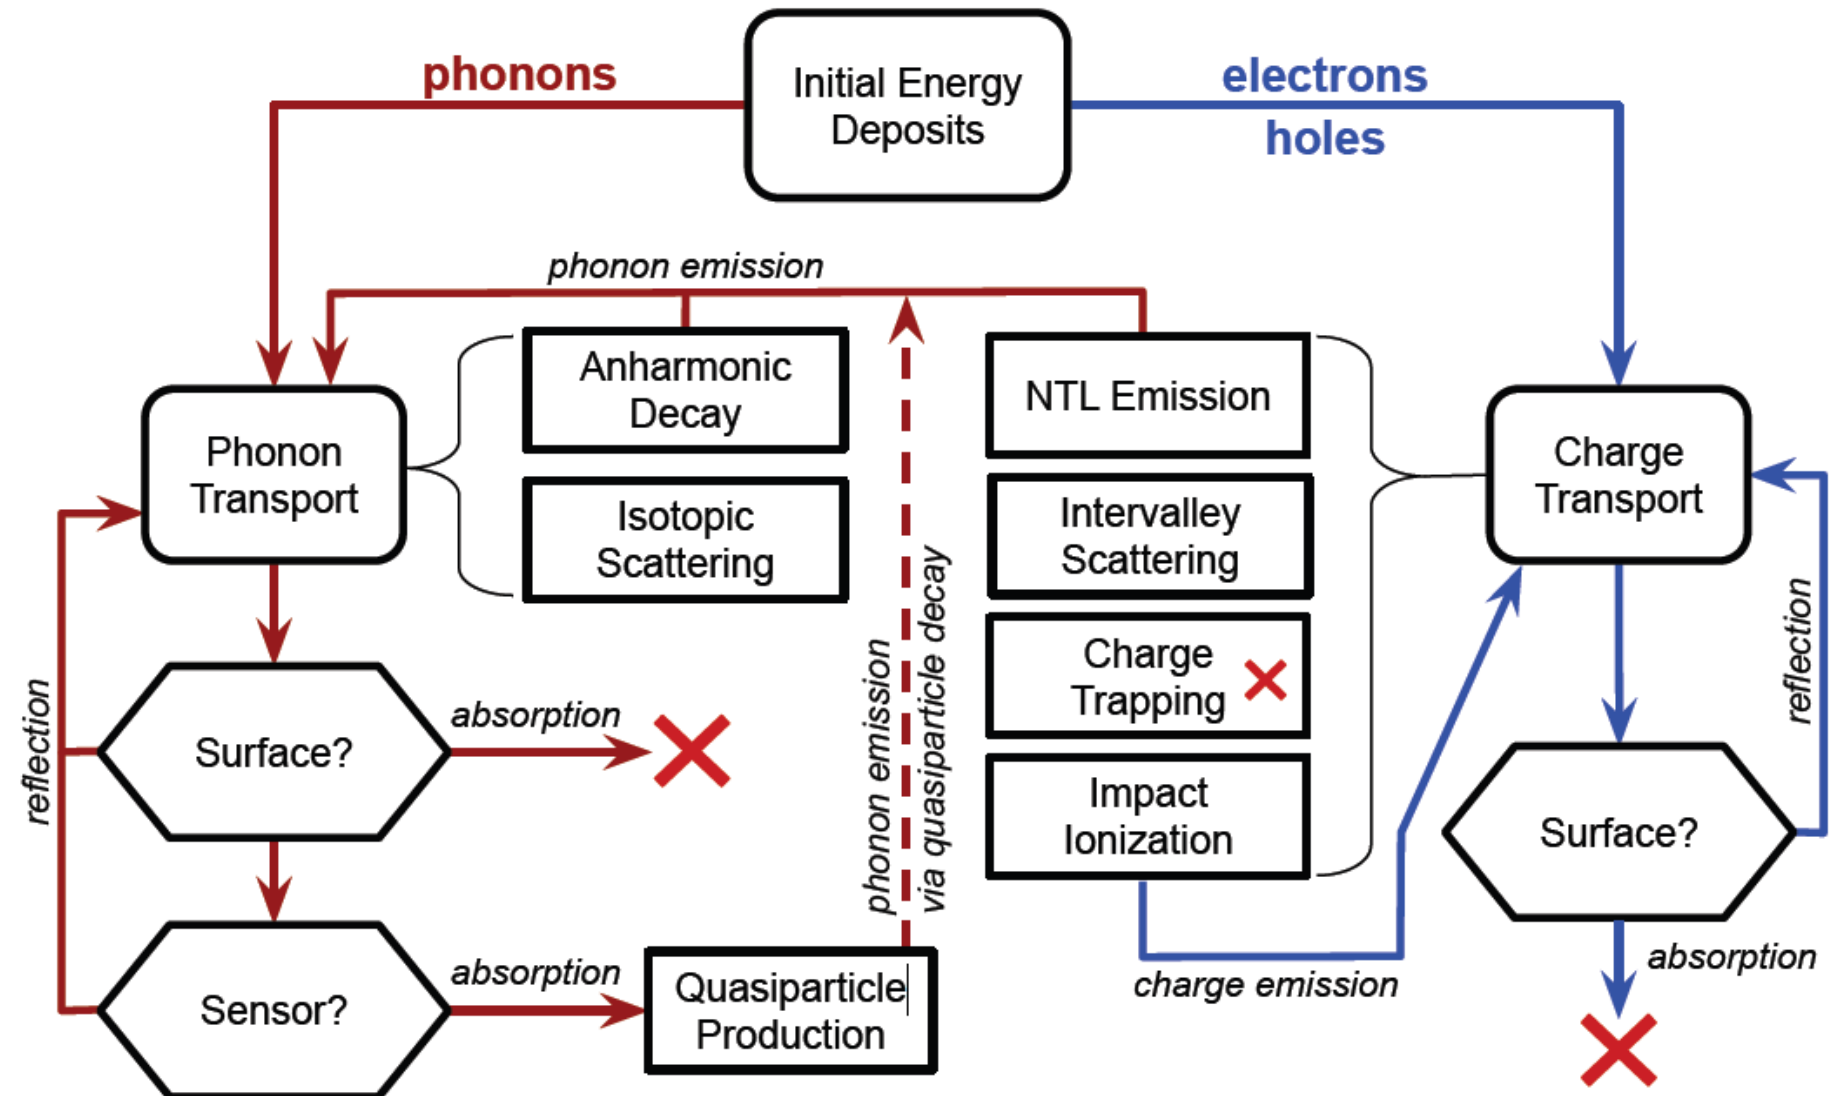 phonons
Initial Energy
Deposits
electrons
holes
phonon emission
Anharmonic
Decay
NTL Emission
Phonon
Transport
Isotopic
Scattering
Intervalley
Scattering
Charge
Transport
Charge
Trapping
Impact
Ionization
reflection
Surface?
absorption
phonon emission
via quasiparticle decay
Surface?
reflection
absorption
charge emission
Sensor?
absorption
Quasiparticle
Production